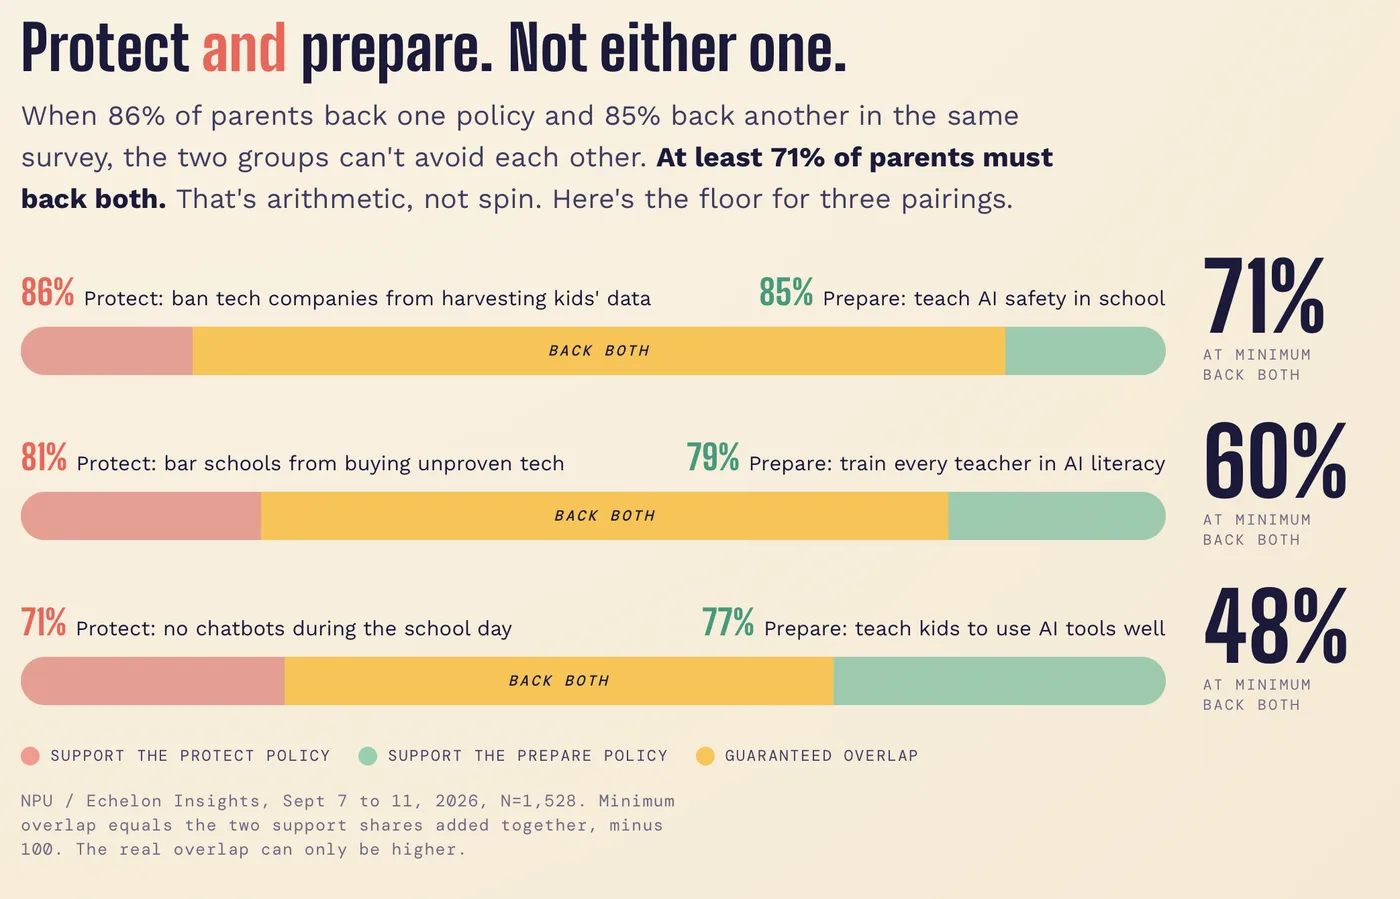 Protect and prepare. Not either one.
When 86% of parents back one policy and 85% back another in the same
survey, the two groups can't avoid each other. At least 71% of parents must
back both. That's arithmetic, not spin. Here's the floor for three pairings.
86% Protect: ban tech companies from harvesting kids' data
85% Prepare: teach AI safety in school
BACK BOTH
71%
AT MINIMUM
BACK BOTH
81% Protect: bar schools from buying unproven tech
79% Prepare: train every teacher in AI literacy
BACK BOTH
60%
AT MINIMUM
BACK BOTH
71% Protect: no chatbots during the school day
77% Prepare: teach kids to use AI tools well
BACK BOTH
48%
AT MINIMUM
BACK BOTH
SUPPORT THE PROTECT POLICY
SUPPORT THE PREPARE POLICY
GUARANTEED OVERLAP
NPU / Echelon Insights, Sept 7 to 11, 2026, N=1,528. Minimum
overlap equals the two support shares added together, minus
100. The real overlap can only be higher.